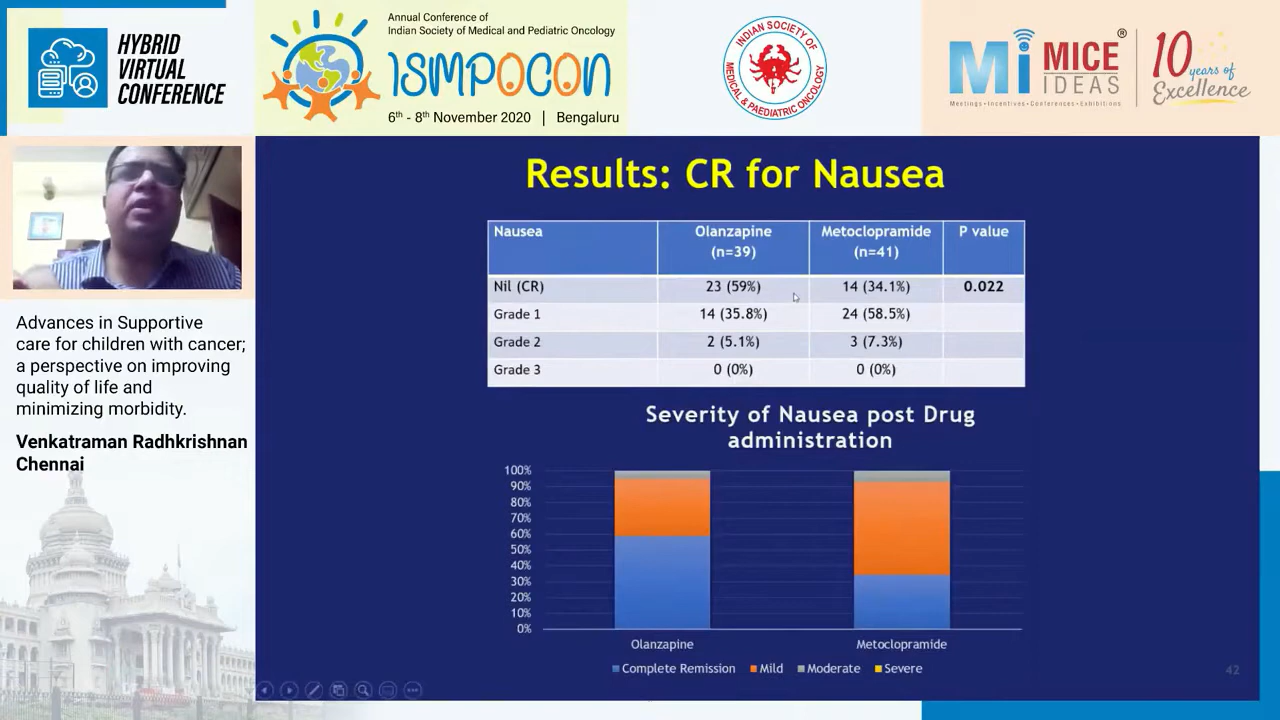 HYBRID
VIRTUAL
CONFERENCE
Annual Conference of
Indian Society of Medical and Pediatric Oncology
ISMPOCON
6th - 8th November 2020 | Bengaluru
INDIAN SOCIETY OF
MEDICAL & PAEDIATRIC ONCOLOGY
Mi MICE ®
IDEAS
Meetings • Incentives • Conferences • Exhibitions
10 years of
Excellence
Advances in Supportive
care for children with cancer;
a perspective on improving
quality of life and
minimizing morbidity.
Venkatraman Radhkrishnan
Chennai
Results: CR for Nausea
Nausea Olanzapine (n=39) Metoclopramide (n=41) P value
Nil (CR) 23 (59%) 14 (34.1%) 0.022
Grade 1 14 (35.8%) 24 (58.5%)
Grade 2 2 (5.1%) 3 (7.3%)
Grade 3 0 (0%) 0 (0%)
Severity of Nausea post Drug
administration
100%
90%
80%
70%
60%
50%
40%
30%
20%
10%
0%
Olanzapine Metoclopramide
Complete Remission Mild Moderate Severe
42